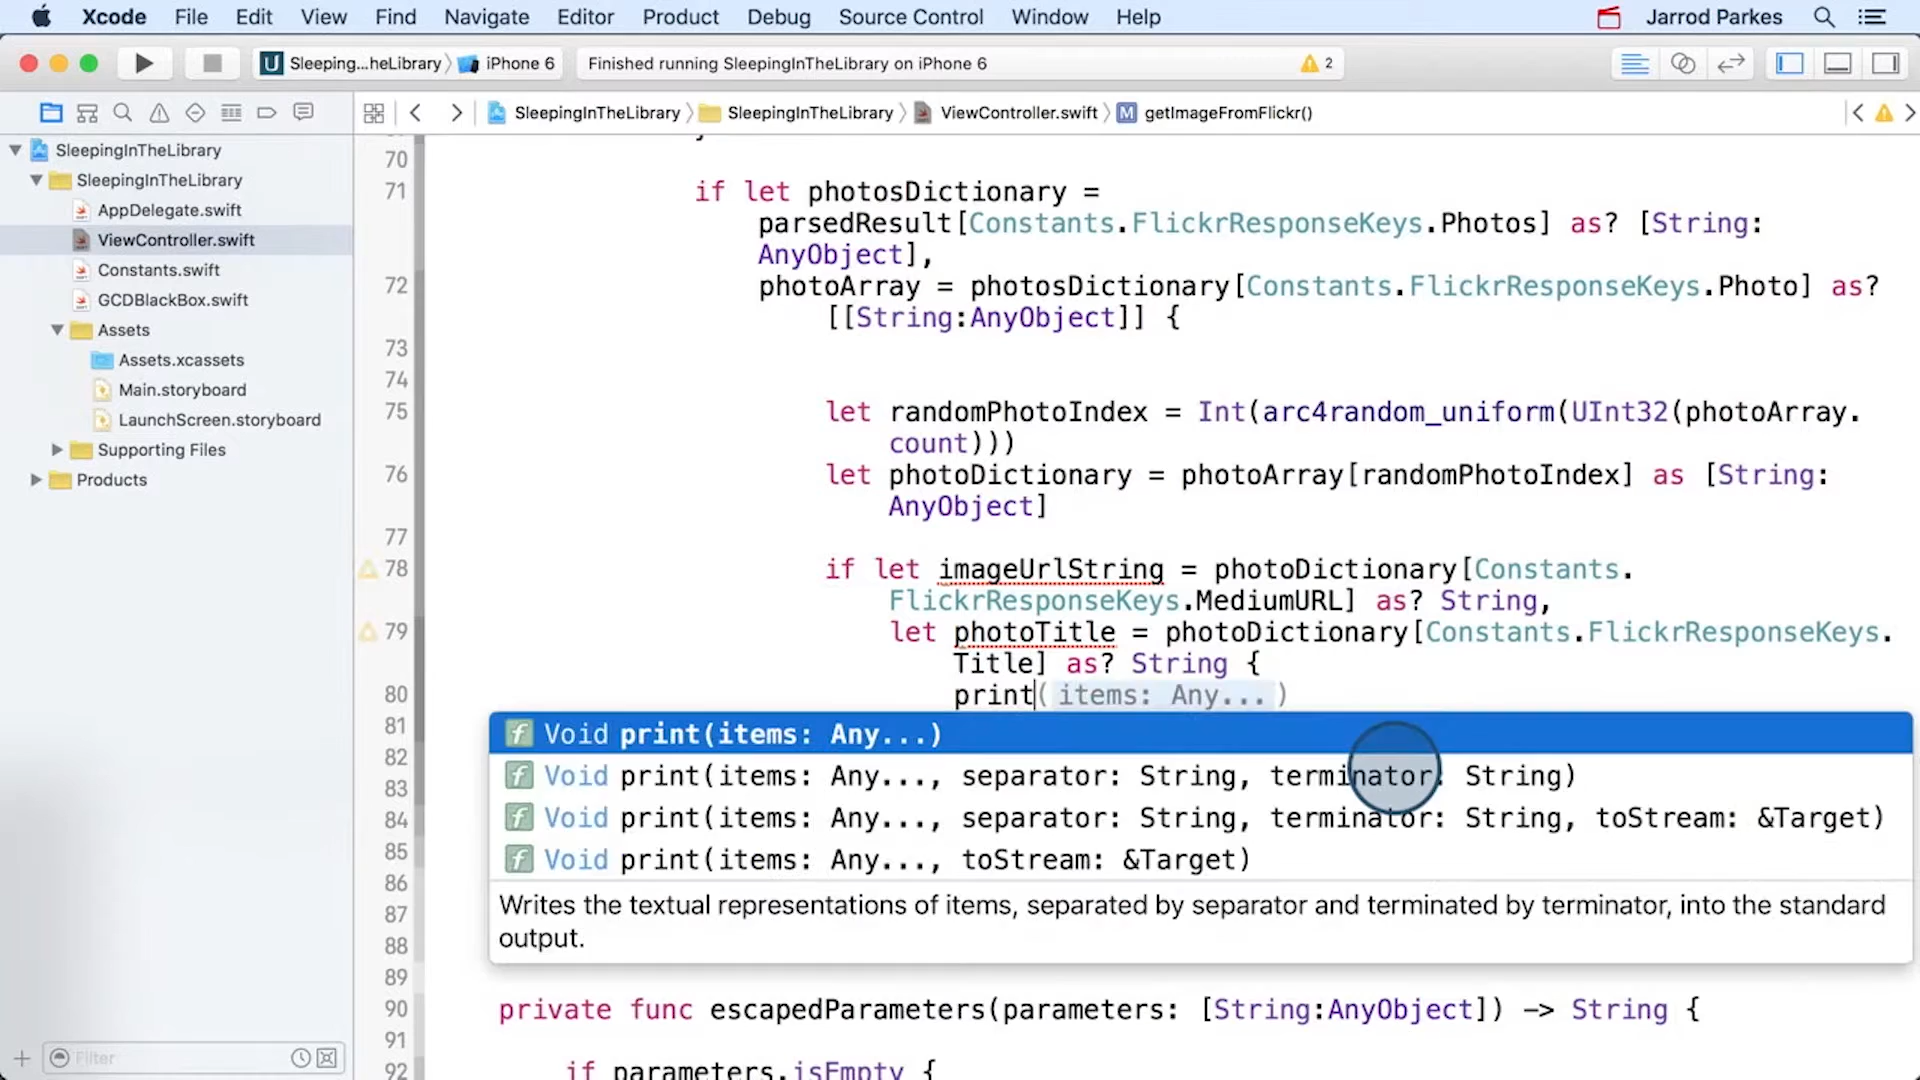 Xcode File Edit View Find Navigate Editor Product Debug Source Control Window Help Jarrod Parkes
U Sleeping...heLibrary iPhone 6 Finished running SleepingInTheLibrary on iPhone 6 2
SleepingInTheLibrary SleepingInTheLibrary ViewController.swift M getImageFromFlickr()
SleepingInTheLibrary
SleepingInTheLibrary
AppDelegate.swift
ViewController.swift
Constants.swift
GCDBlackBox.swift
Assets
Assets.xcassets
Main.storyboard
LaunchScreen.storyboard
Supporting Files
Products
Filter
}
70
71 if let photosDictionary =
parsedResult[Constants.FlickrResponseKeys.Photos] as? [String:
AnyObject],
72 photoArray = photosDictionary[Constants.FlickrResponseKeys.Photo] as?
[[String:AnyObject]] {
73
74
75 let randomPhotoIndex = Int(arc4random_uniform(UInt32(photoArray.
count)))
76 let photoDictionary = photoArray[randomPhotoIndex] as [String:
AnyObject]
77
78 if let imageUrlString = photoDictionary[Constants.
FlickrResponseKeys.MediumURL] as? String,
79 let photoTitle = photoDictionary[Constants.FlickrResponseKeys.
Title] as? String {
80 print(items: Any...)
81 f Void print(items: Any...)
82 f Void print(items: Any..., separator: String, terminator: String)
83
84 f Void print(items: Any..., separator: String, terminator: String, toStream: &Target)
85 f Void print(items: Any..., toStream: &Target)
86
87 Writes the textual representations of items, separated by separator and terminated by terminator, into the standard
88 output.
89
90 private func escapedParameters(parameters: [String:AnyObject]) -> String {
91
92 if parameters.isEmpty {